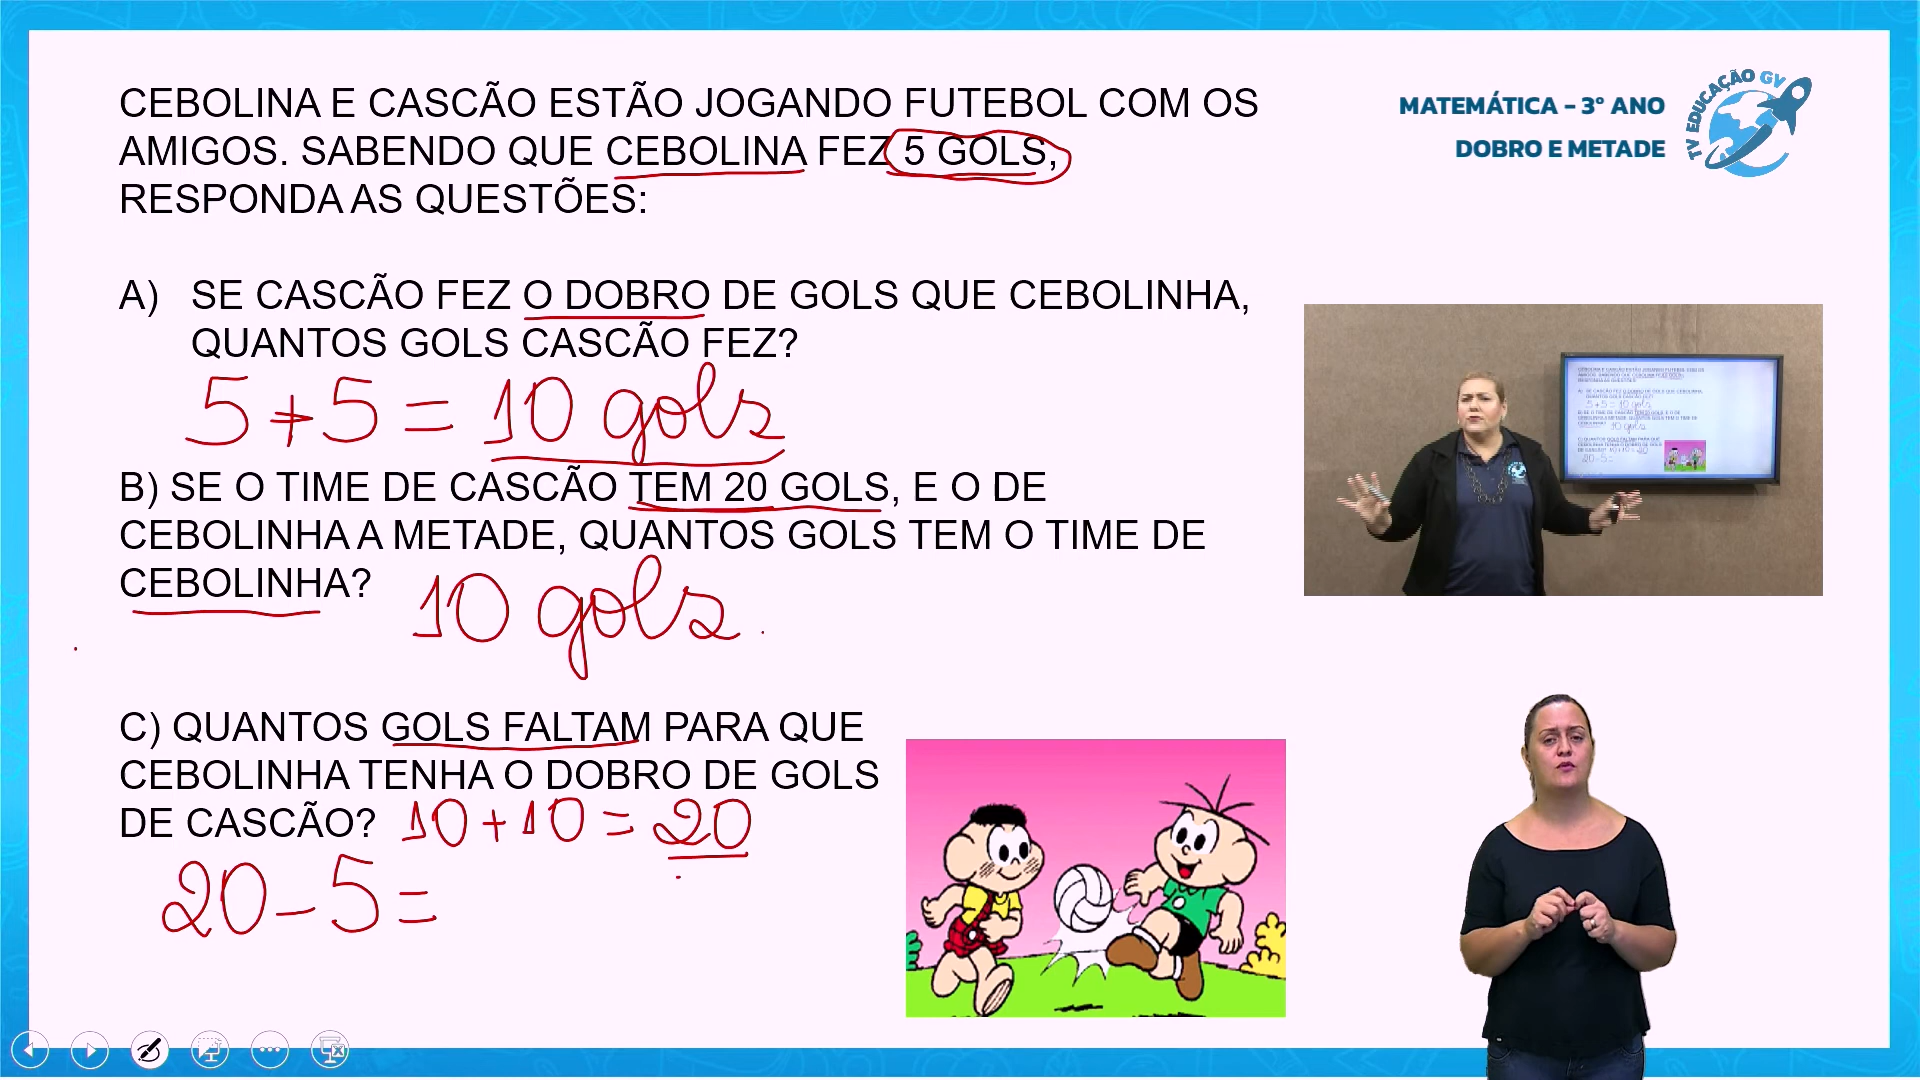 CEBOLINA E CASCÃO ESTÃO JOGANDO FUTEBOL COM OS
AMIGOS. SABENDO QUE CEBOLINA FEZ 5 GOLS,
RESPONDA AS QUESTÕES:
MATEMÁTICA - 3º ANO
DOBRO E METADE
TV EDUCAÇÃO GV
A) SE CASCÃO FEZ O DOBRO DE GOLS QUE CEBOLINHA,
QUANTOS GOLS CASCÃO FEZ?
5 + 5 = 10 gols
B) SE O TIME DE CASCÃO TEM 20 GOLS, E O DE
CEBOLINHA A METADE, QUANTOS GOLS TEM O TIME DE
CEBOLINHA?
10 gols
C) QUANTOS GOLS FALTAM PARA QUE
CEBOLINHA TENHA O DOBRO DE GOLS
DE CASCÃO?
10 + 10 = 20
20 - 5 =